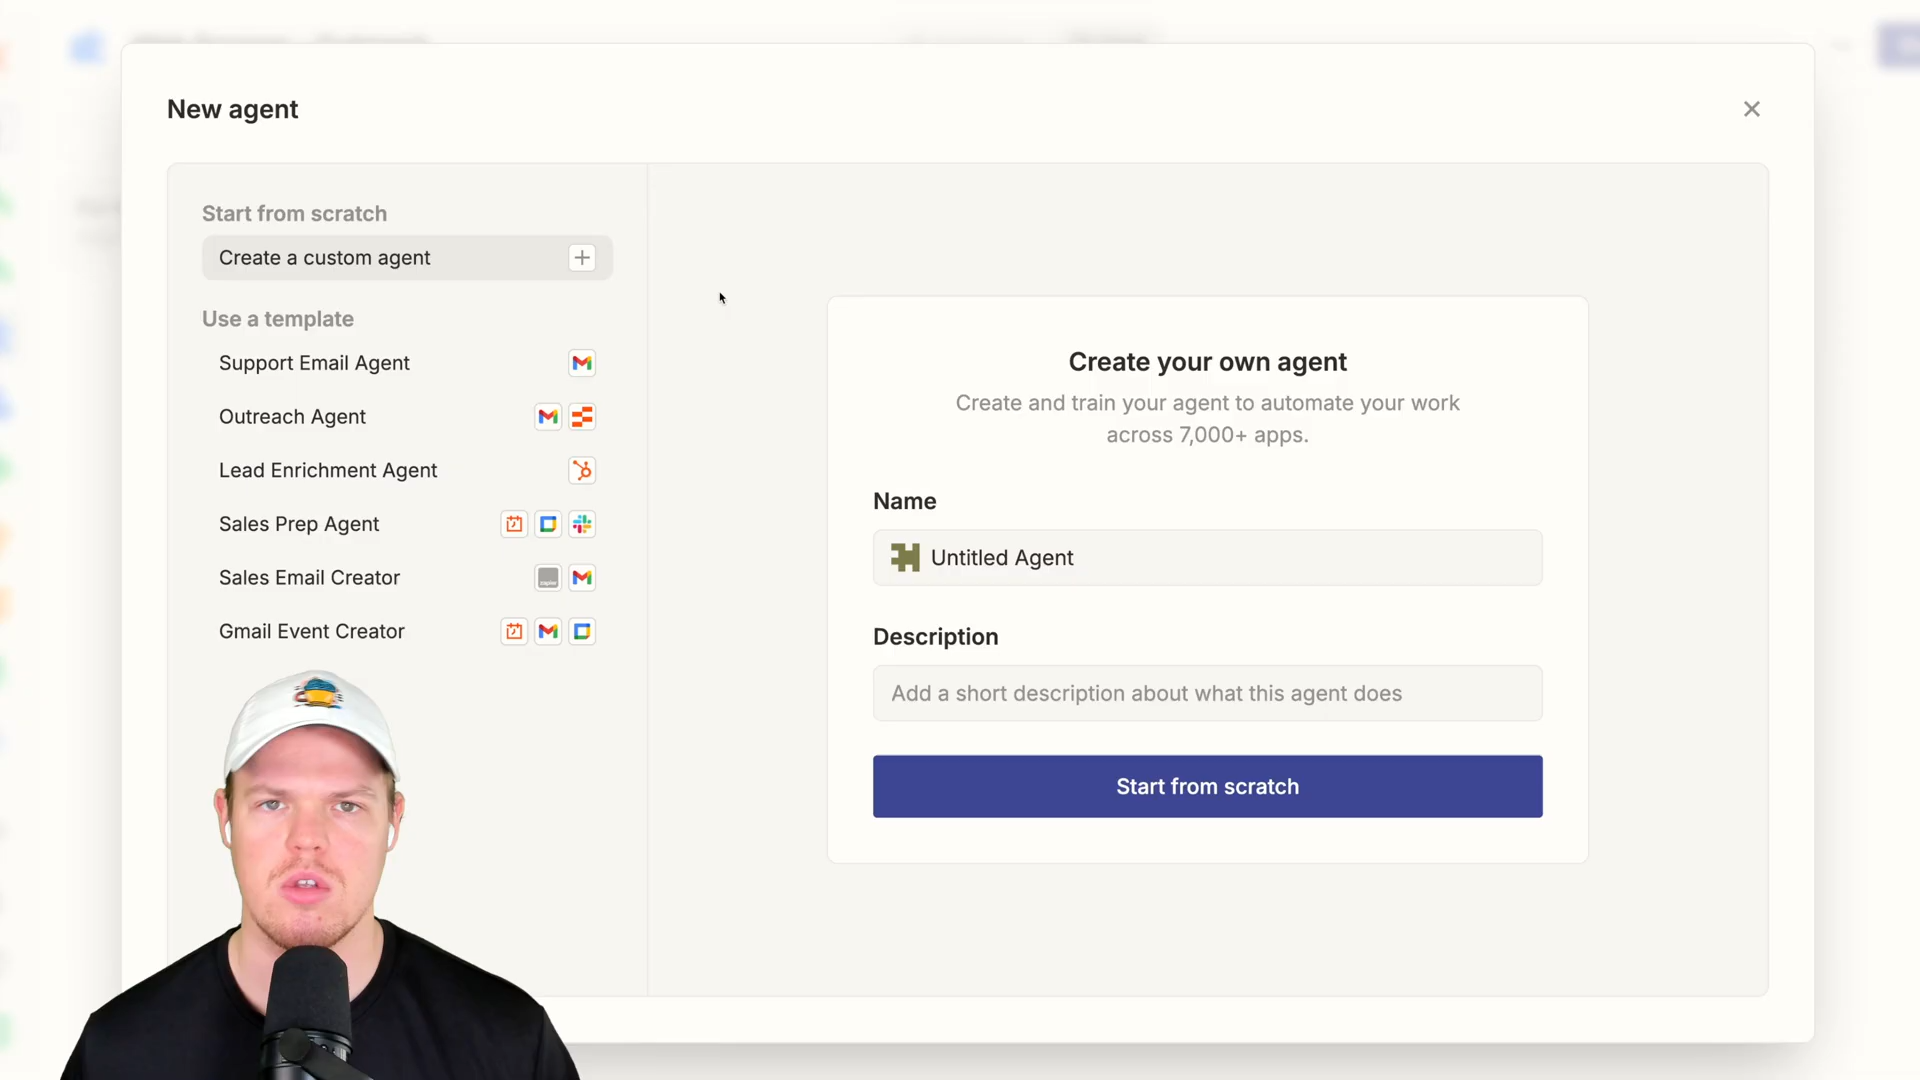 New agent
Start from scratch
Create a custom agent
Use a template
Support Email Agent
Outreach Agent
Lead Enrichment Agent
Sales Prep Agent
Sales Email Creator
Gmail Event Creator
Create your own agent
Create and train your agent to automate your work
across 7,000+ apps.
Name
Untitled Agent
Description
Add a short description about what this agent does
Start from scratch